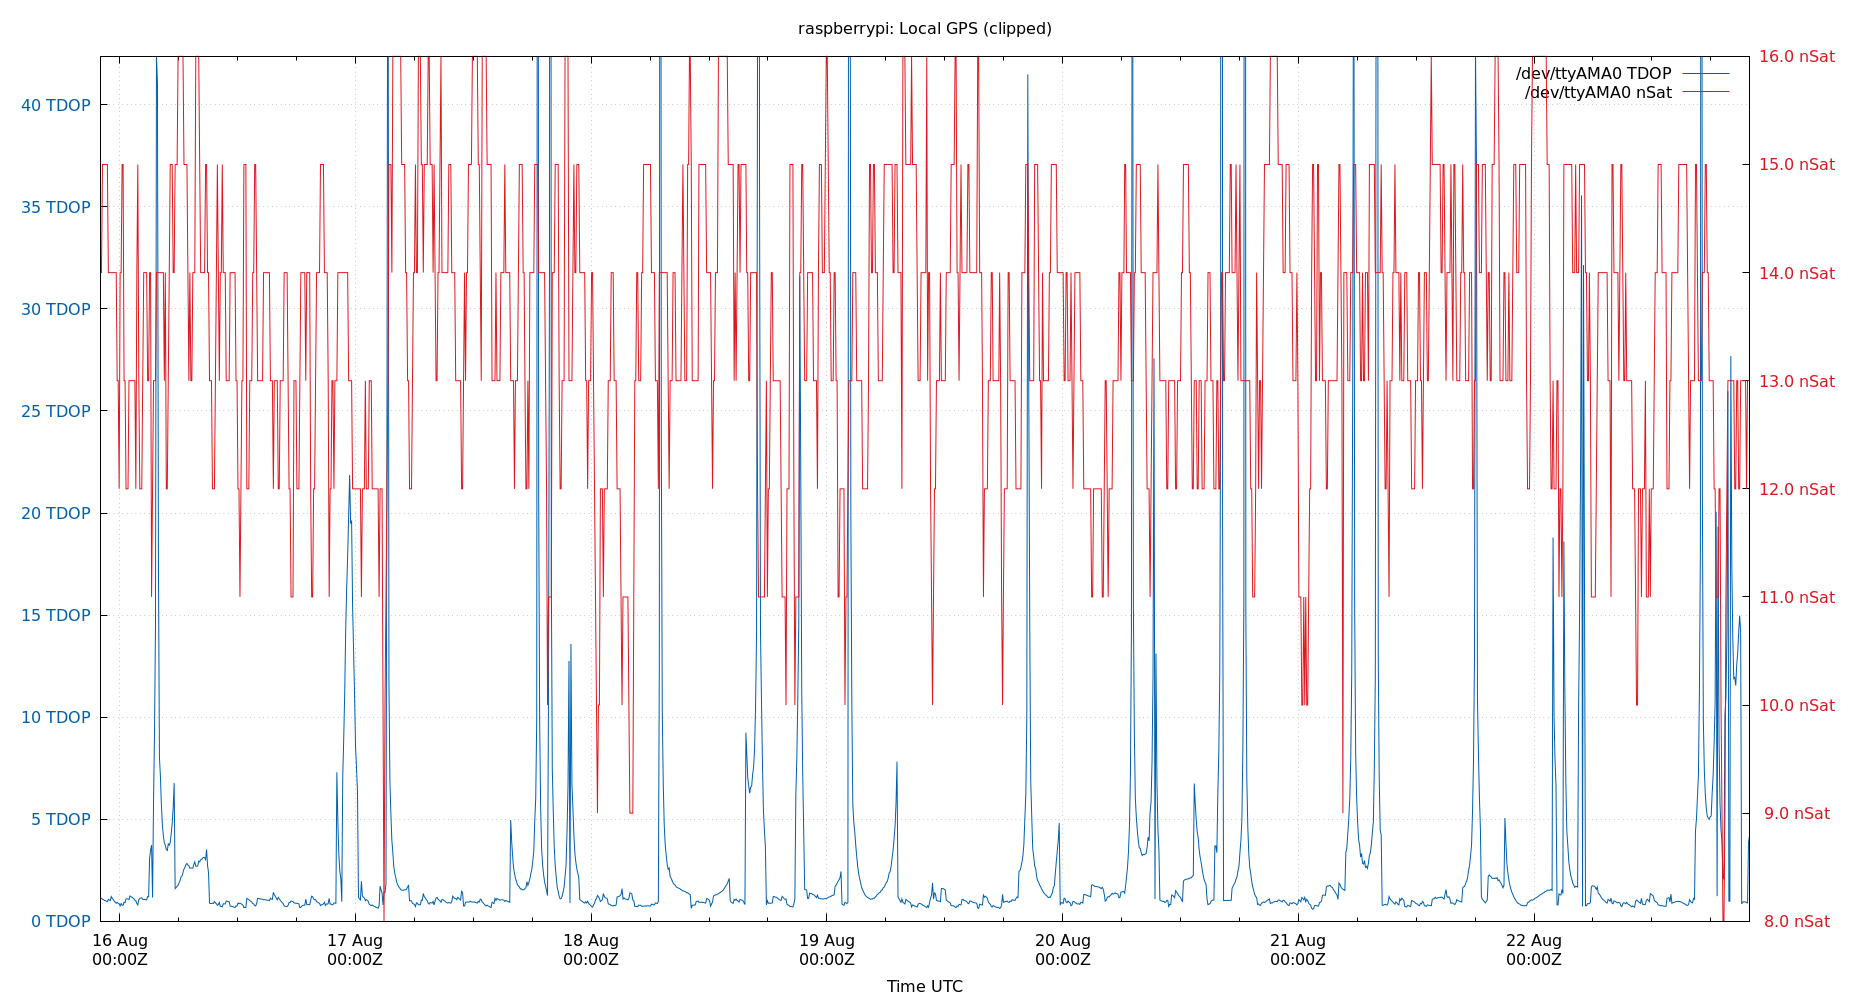 raspberrypi: Local GPS (clipped)
/dev/ttyAMA0 TDOP
/dev/ttyAMA0 nSat
40 TDOP
35 TDOP
30 TDOP
25 TDOP
20 TDOP
15 TDOP
10 TDOP
5 TDOP
0 TDOP
16.0 nSat
15.0 nSat
14.0 nSat
13.0 nSat
12.0 nSat
11.0 nSat
10.0 nSat
9.0 nSat
8.0 nSat
16 Aug
00:00Z
17 Aug
00:00Z
18 Aug
00:00Z
19 Aug
00:00Z
20 Aug
00:00Z
21 Aug
00:00Z
22 Aug
00:00Z
Time UTC